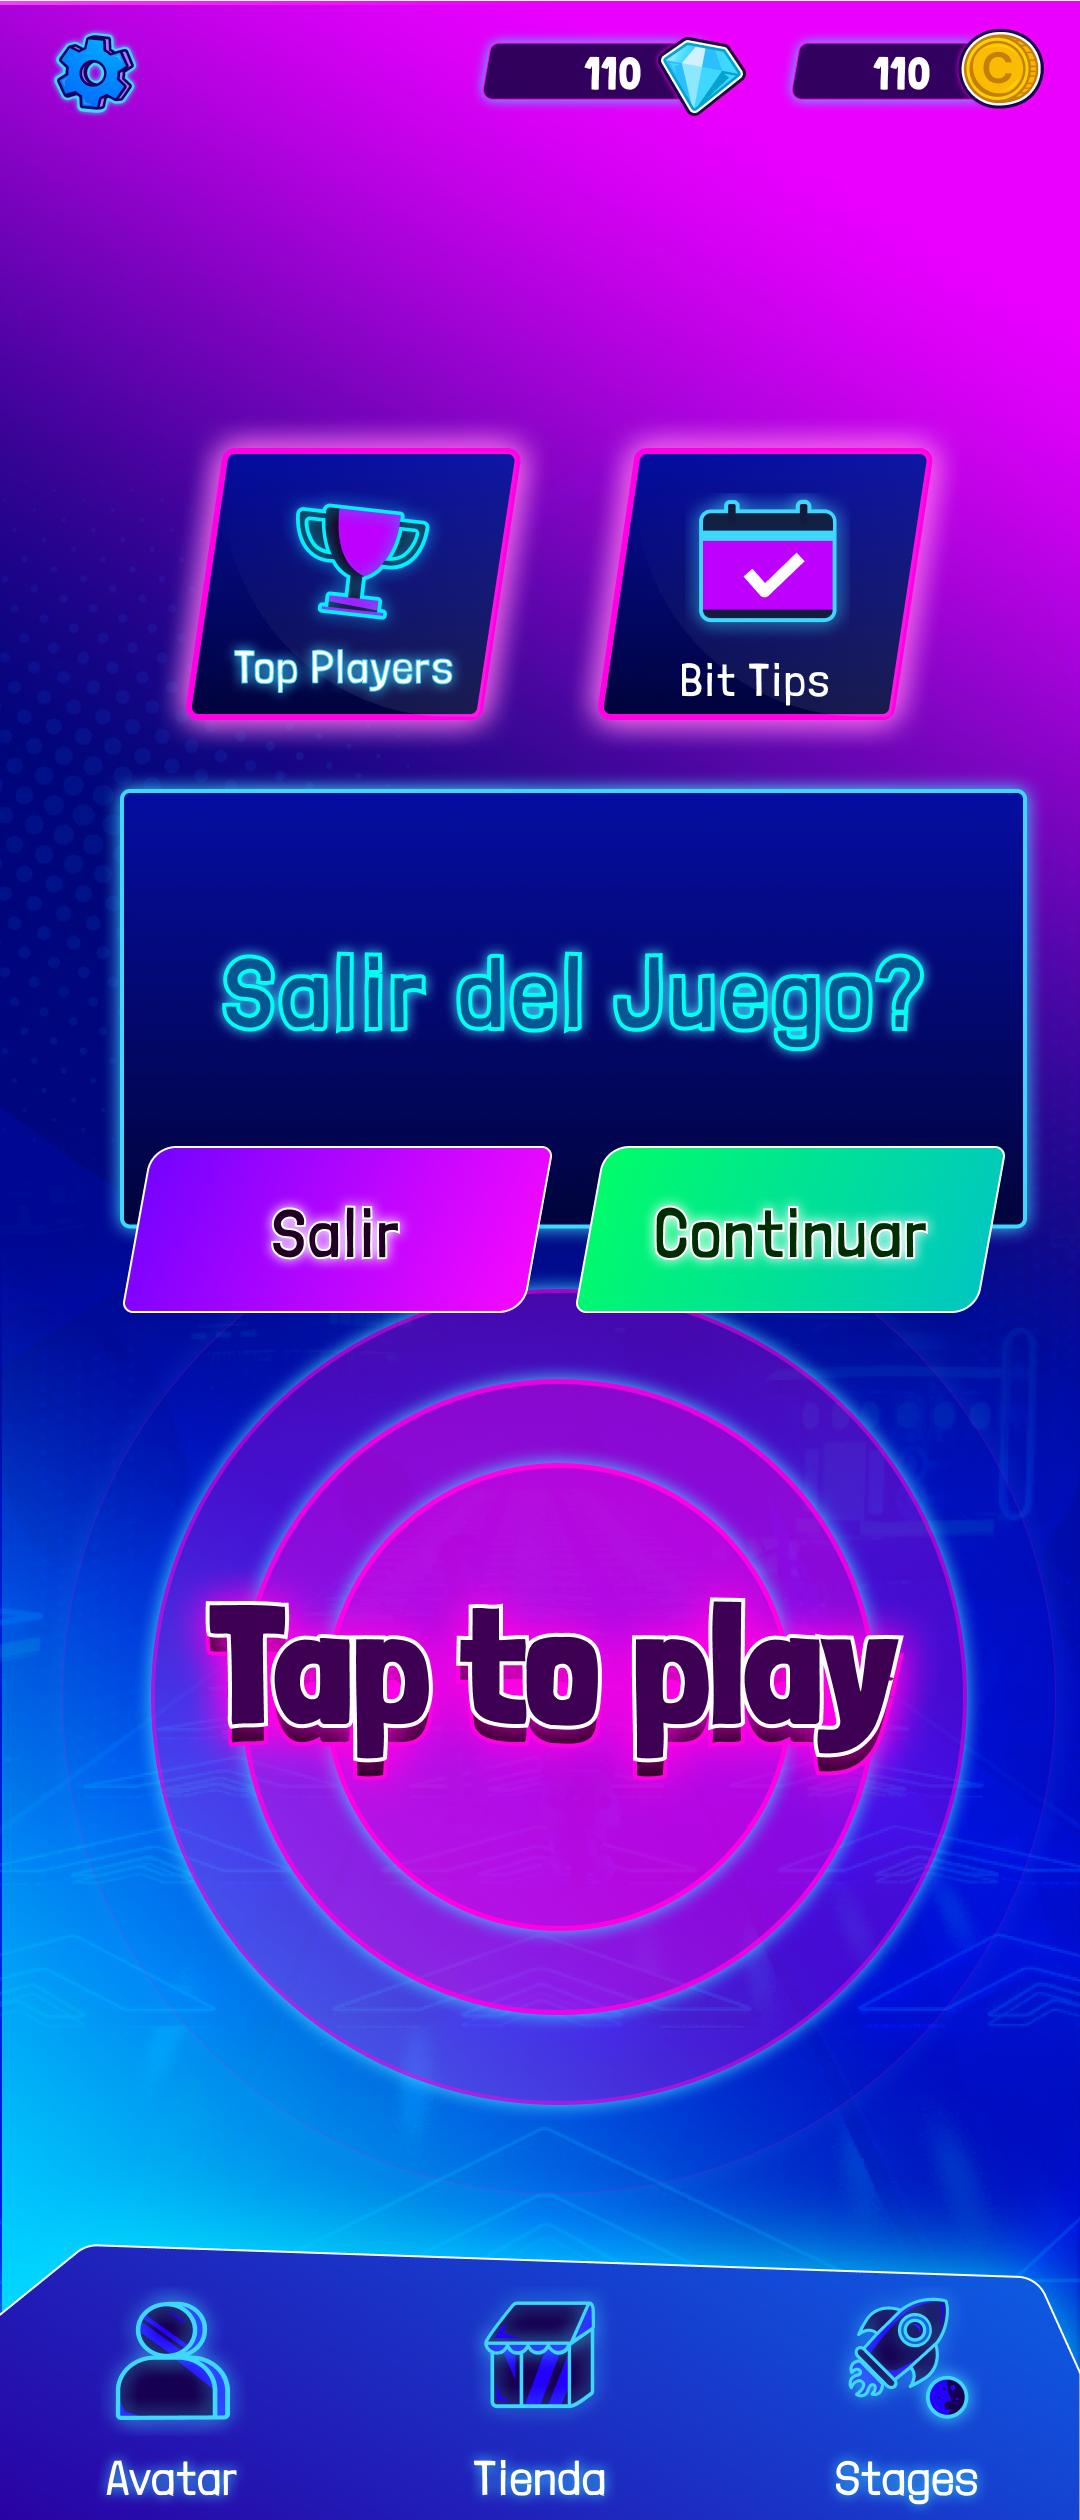 110 110
C
Top Players
Bit Tips
Salir del Juego?
Salir
Continuar
Tap to play
Avatar
Tienda
Stages